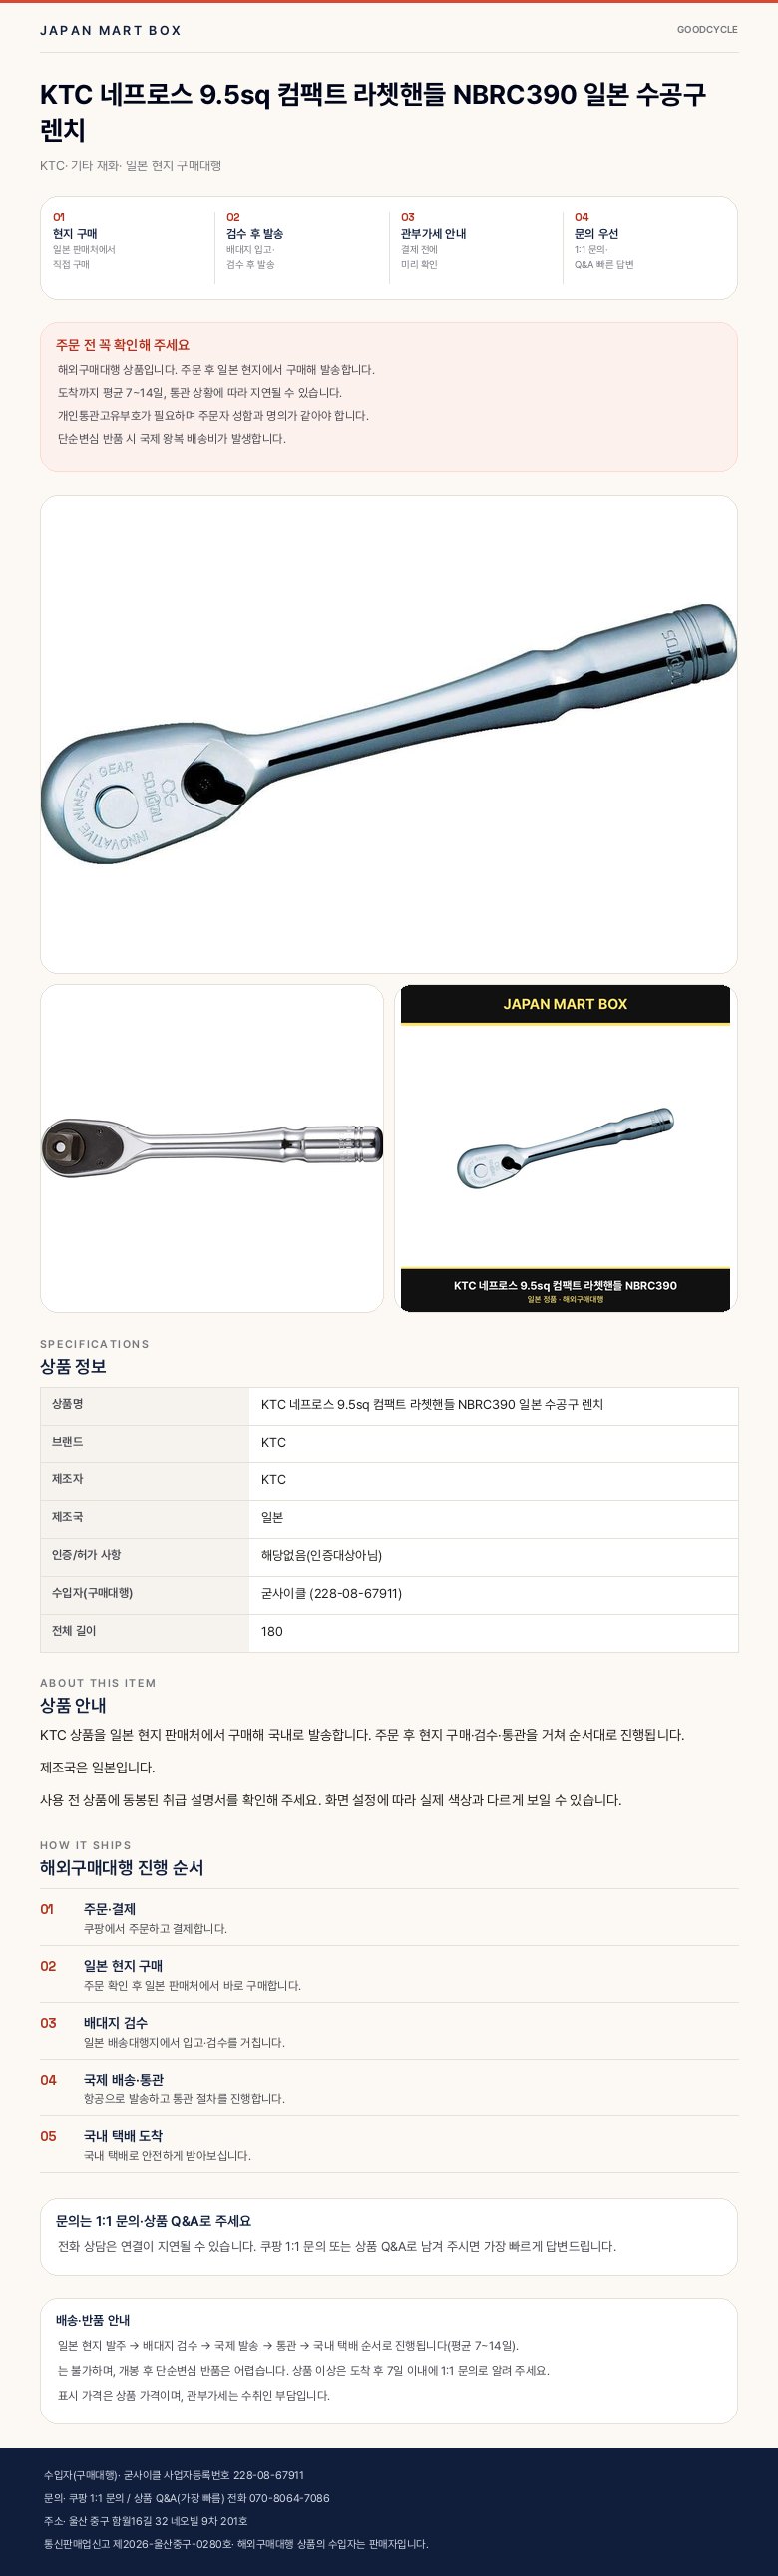 JAPAN MART BOX
GOODCYCLE
KTC 네프로스 9.5sq 컴팩트 라쳇핸들 NBRC390 일본 수공구
렌치
KTC· 기타 재화· 일본 현지 구매대행
01
현지 구매
일본 판매처에서
직접 구매
02
검수 후 발송
배대지 입고·
검수 후 발송
03
관부가세 안내
결제 전에
미리 확인
04
문의 우선
1:1 문의·
Q&A 빠른 답변
주문 전 꼭 확인해 주세요
해외구매대행 상품입니다. 주문 후 일본 현지에서 구매해 발송합니다.
도착까지 평균 7~14일, 통관 상황에 따라 지연될 수 있습니다.
개인통관고유부호가 필요하며 주문자 성함과 명의가 같아야 합니다.
단순변심 반품 시 국제 왕복 배송비가 발생합니다.
INNOVATIVE NINETY GEAR
JAPAN MART BOX
KTC 네프로스 9.5sq 컴팩트 라쳇핸들 NBRC390
일본 정품 · 해외구매대행
SPECIFICATIONS
상품 정보
상품명 KTC 네프로스 9.5sq 컴팩트 라쳇핸들 NBRC390 일본 수공구 렌치
브랜드 KTC
제조자 KTC
제조국 일본
인증/허가 사항 해당없음(인증대상아님)
수입자(구매대행) 굳사이클 (228-08-67911)
전체 길이 180
ABOUT THIS ITEM
상품 안내
KTC 상품을 일본 현지 판매처에서 구매해 국내로 발송합니다. 주문 후 현지 구매·검수·통관을 거쳐 순서대로 진행됩니다.
제조국은 일본입니다.
사용 전 상품에 동봉된 취급 설명서를 확인해 주세요. 화면 설정에 따라 실제 색상과 다르게 보일 수 있습니다.
HOW IT SHIPS
해외구매대행 진행 순서
01 주문·결제
쿠팡에서 주문하고 결제합니다.
02 일본 현지 구매
주문 확인 후 일본 판매처에서 바로 구매합니다.
03 배대지 검수
일본 배송대행지에서 입고·검수를 거칩니다.
04 국제 배송·통관
항공으로 발송하고 통관 절차를 진행합니다.
05 국내 택배 도착
국내 택배로 안전하게 받아보십니다.
문의는 1:1 문의·상품 Q&A로 주세요
전화 상담은 연결이 지연될 수 있습니다. 쿠팡 1:1 문의 또는 상품 Q&A로 남겨 주시면 가장 빠르게 답변드립니다.
배송·반품 안내
일본 현지 발주 → 배대지 검수 → 국제 발송 → 통관 → 국내 택배 순서로 진행됩니다(평균 7~14일).
는 불가하며, 개봉 후 단순변심 반품은 어렵습니다. 상품 이상은 도착 후 7일 이내에 1:1 문의로 알려 주세요.
표시 가격은 상품 가격이며, 관부가세는 수취인 부담입니다.
수입자(구매대행)· 굳사이클 사업자등록번호 228-08-67911
문의· 쿠팡 1:1 문의 / 상품 Q&A(가장 빠름) 전화 070-8064-7086
주소· 울산 중구 함월16길 32 네오빌 9차 201호
통신판매업신고 제2026-울산중구-0280호· 해외구매대행 상품의 수입자는 판매자입니다.